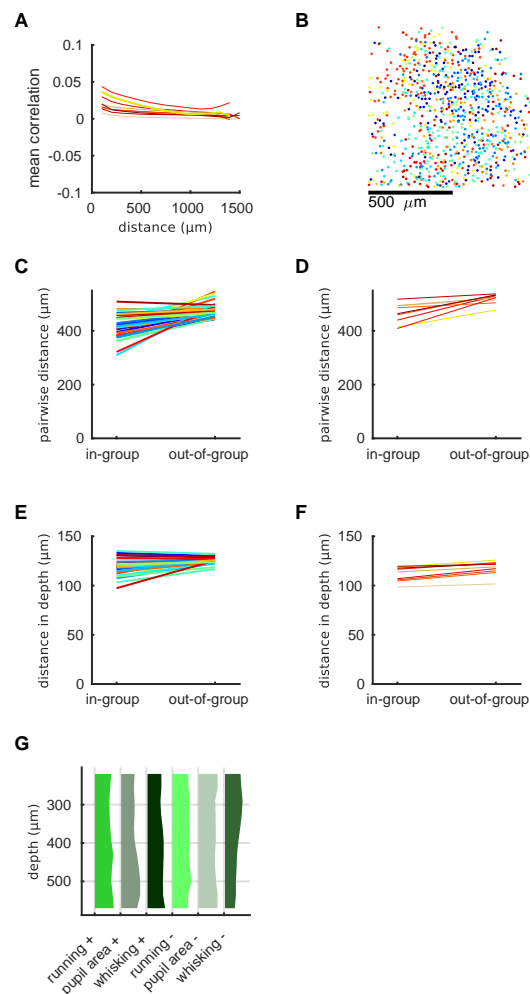 A
B
0.1
0.05
0
-0.05
-0.1
mean correlation
0
500
1000
1500
distance (μm)
500 μm
C
D
400
200
0
pairwise distance (μm)
in-group
out-of-group
400
200
0
pairwise distance (μm)
in-group
out-of-group
E
F
150
100
50
0
distance in depth (μm)
in-group
out-of-group
150
100
50
0
distance in depth (μm)
in-group
out-of-group
G
300
400
500
depth (μm)
running +
pupil area +
whisking +
running -
pupil area -
whisking -